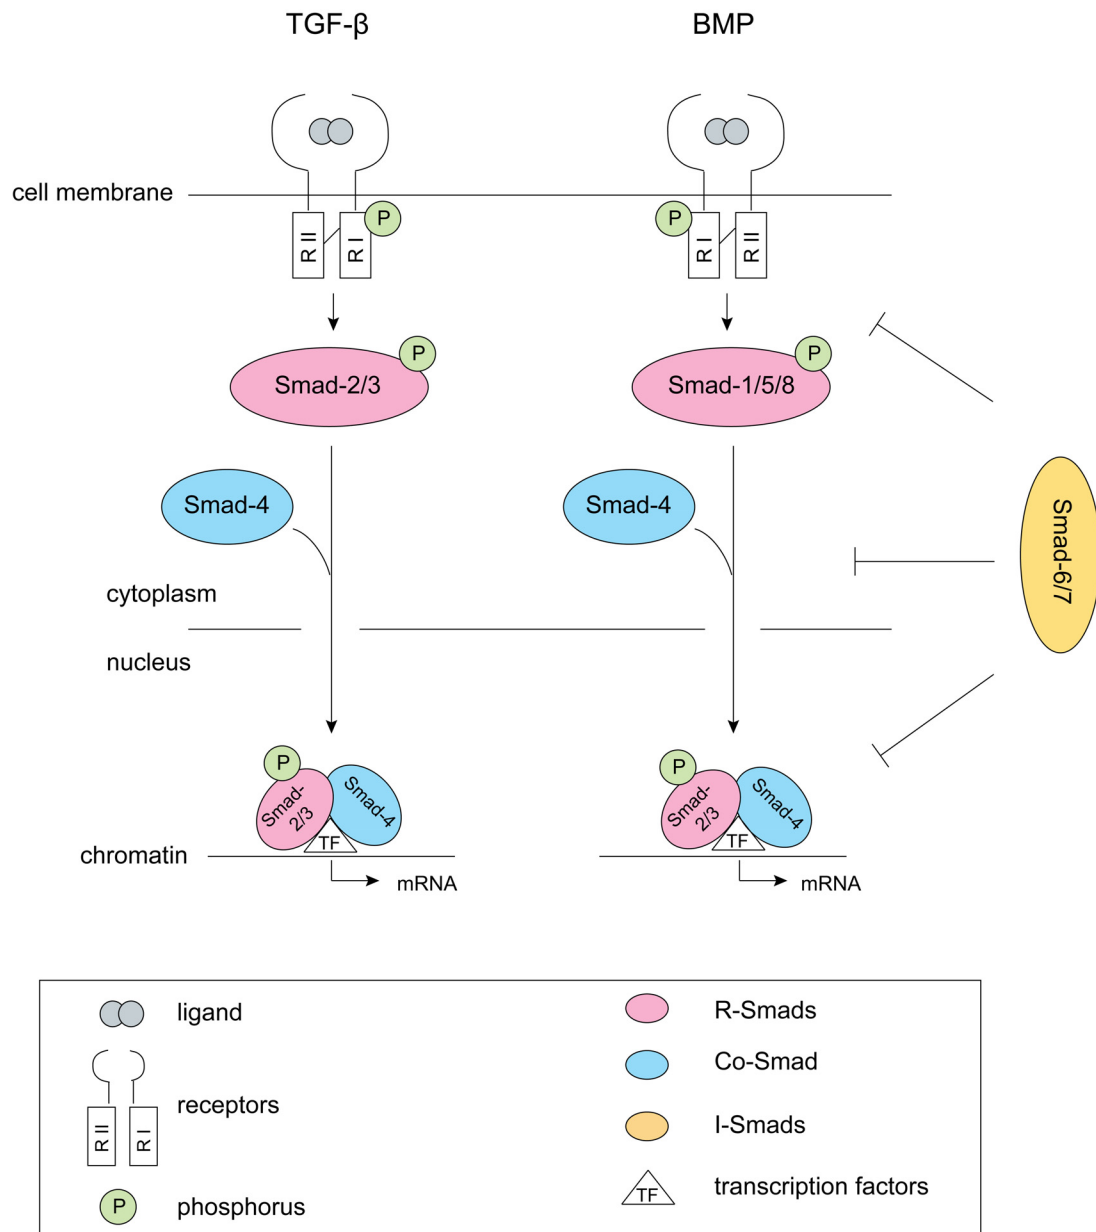 TGF-β
BMP
cell membrane
R II
R I
P
P
R I
R II
Smad-2/3
P
Smad-1/5/8
P
Smad-4
Smad-4
Smad-6/7
cytoplasm
nucleus
P
Smad-
2/3
Smad-4
TF
P
Smad-
2/3
Smad-4
TF
chromatin
mRNA
mRNA
ligand
R II
R I
receptors
P
phosphorus
R-Smads
Co-Smad
I-Smads
TF
transcription factors